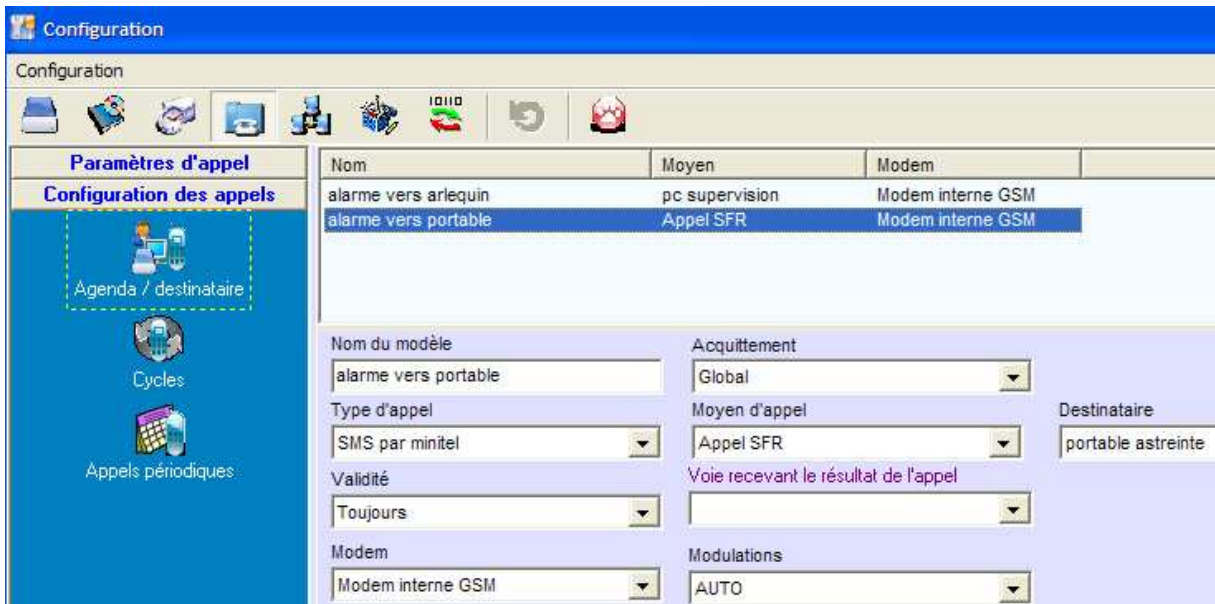 Configuration
Configuration
10110
Paramètres d'appel
Configuration des appels
Agenda / destinataire
Cycles
Appels périodiques
Nom Moyen Modem
alarme vers arlequin pc supervision Modem interne GSM
alarme vers portable Appel SFR Modem interne GSM
Nom du modèle Acquittement
alarme vers portable Global
Type d'appel Moyen d'appel Destinataire
SMS par minitel Appel SFR portable astreinte
Validité Voie recevant le résultat de l'appel
Toujours
Modem Modulations
Modem interne GSM AUTO